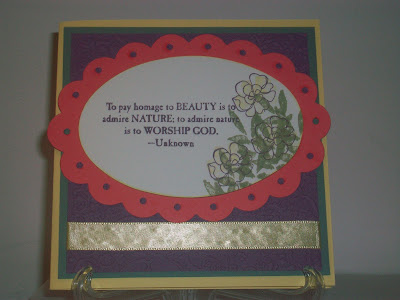 To pay homage to BEAUTY is to
admire NATURE; to admire nature
is to WORSHIP GOD.
—Unknown